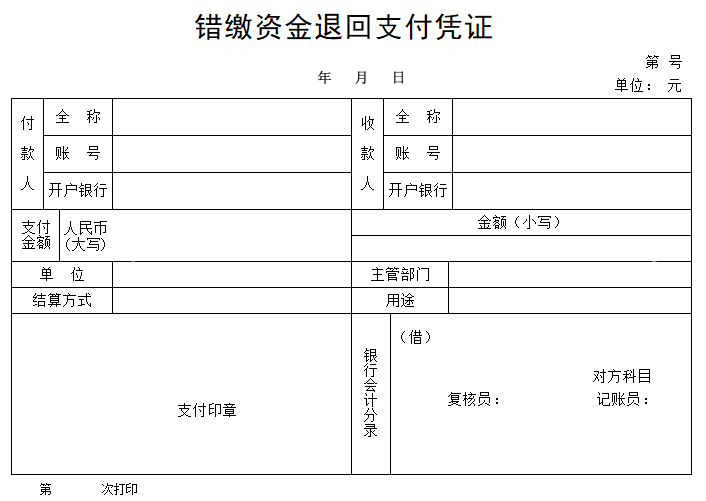 错缴资金退回支付凭证
第 号
年 月 日
单位： 元
付款人
全 称
收款人
全 称
账 号
账 号
开户银行
开户银行
支付金额
人民币
(大写)
金额（小写）
单 位
主管部门
结算方式
用途
支付印章
银行会计分录
（借）
对方科目
复核员：
记账员：
第 次打印